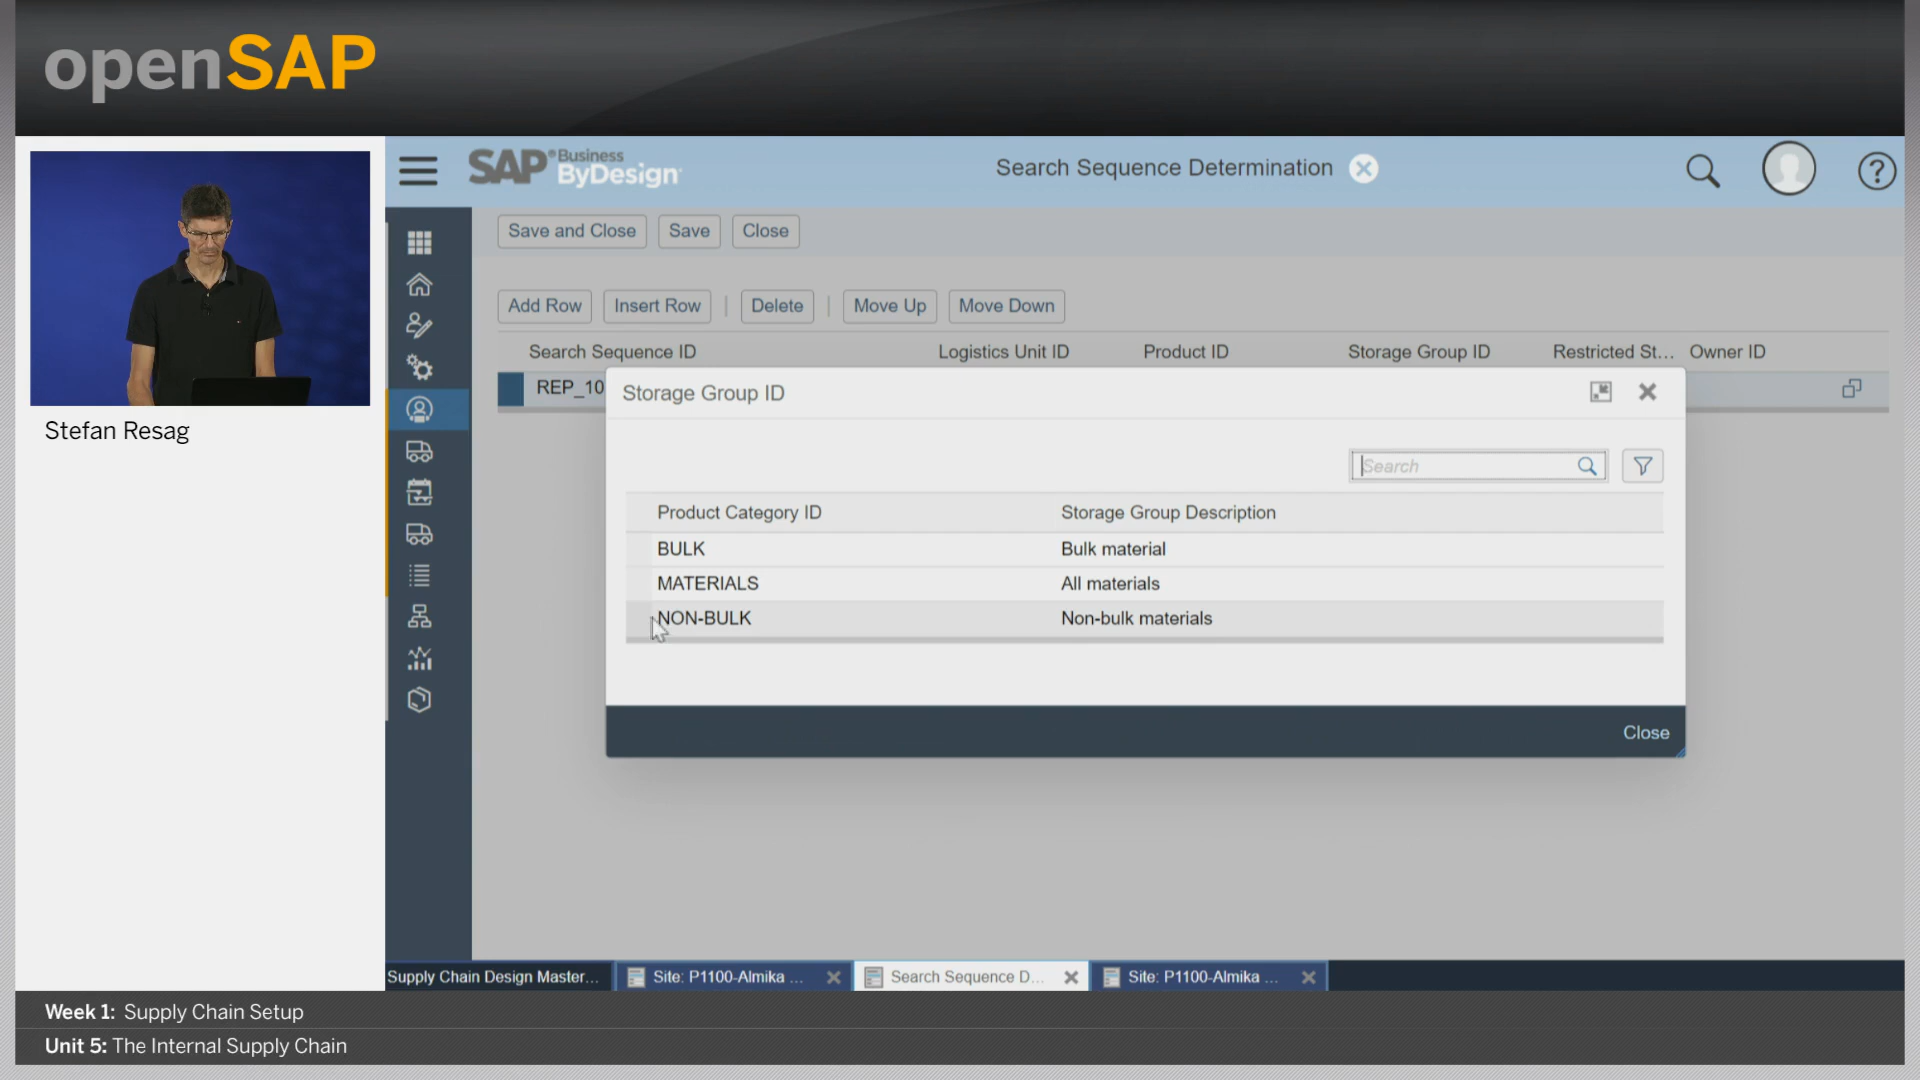 openSAP
SAP Business ByDesign
Search Sequence Determination
Save and Close Save Close
Add Row Insert Row | Delete | Move Up Move Down
Search Sequence ID Logistics Unit ID Product ID Storage Group ID Restricted St... Owner ID
REP_10
Storage Group ID
Search
Product Category ID Storage Group Description
BULK Bulk material
MATERIALS All materials
NON-BULK Non-bulk materials
Close
Stefan Resag
Supply Chain Design Master... Site: P1100-Almika ... Search Sequence D... Site: P1100-Almika ...
Week 1: Supply Chain Setup
Unit 5: The Internal Supply Chain